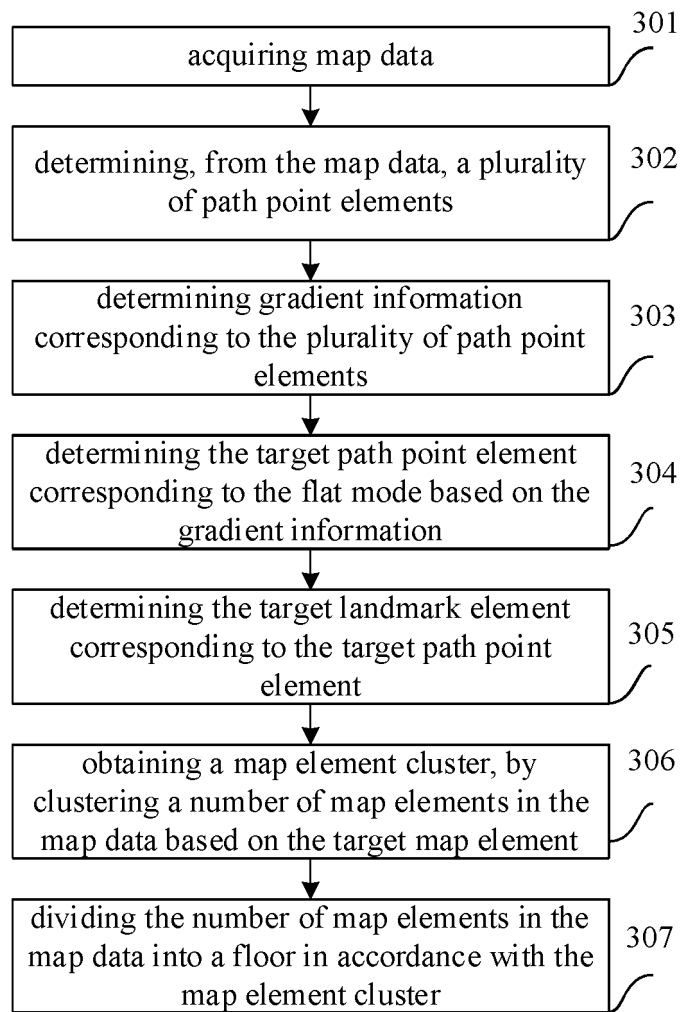 301
acquiring map data
302
determining, from the map data, a plurality
of path point elements
303
determining gradient information
corresponding to the plurality of path point
elements
304
determining the target path point element
corresponding to the flat mode based on the
gradient information
305
determining the target landmark element
corresponding to the target path point
element
306
obtaining a map element cluster, by
clustering a number of map elements in the
map data based on the target map element
307
dividing the number of map elements in the
map data into a floor in accordance with the
map element cluster